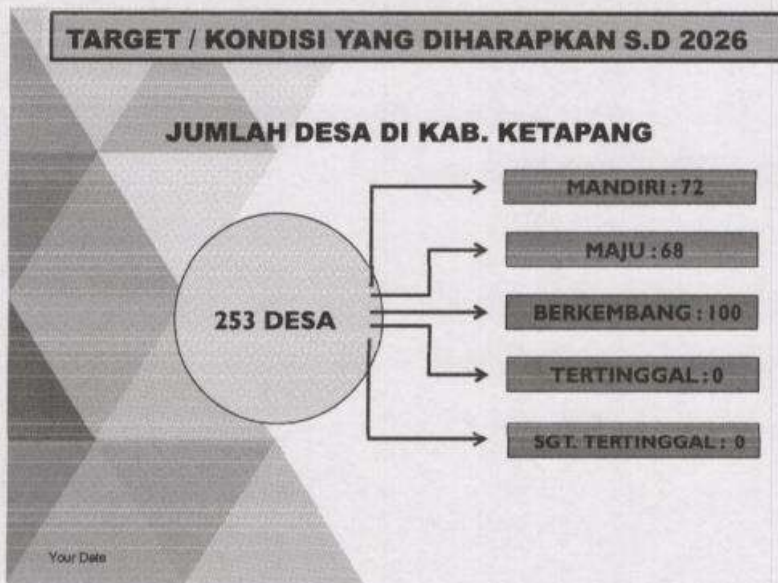 TARGET / KONDISI YANG DIHARAPKAN S.D 2026
JUMLAH DESA DI KAB. KETAPANG
253 DESA
MANDIRI : 72
MAJU : 68
BERKEMBANG : 100
TERTINGGAL : 0
SGT. TERTINGGAL : 0
Your Date